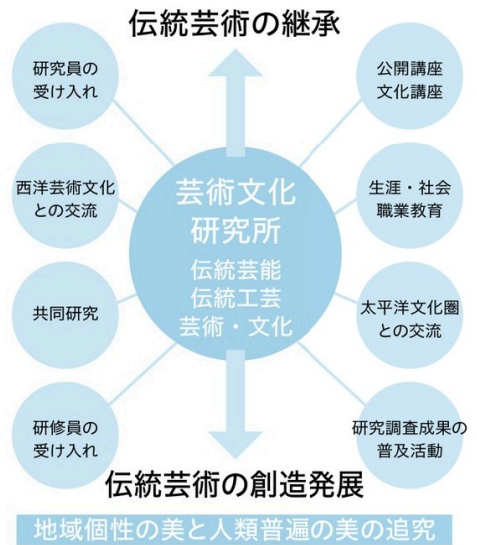 伝統芸術の継承
研究員の
受け入れ
公開講座
文化講座
西洋芸術文化
との交流
生涯・社会
職業教育
芸術文化
研究所
伝統芸能
伝統工芸
芸術・文化
共同研究
太平洋文化圏
との交流
研修員の
受け入れ
研究調査成果の
普及活動
伝統芸術の創造発展
地域個性の美と人類普遍の美の追究